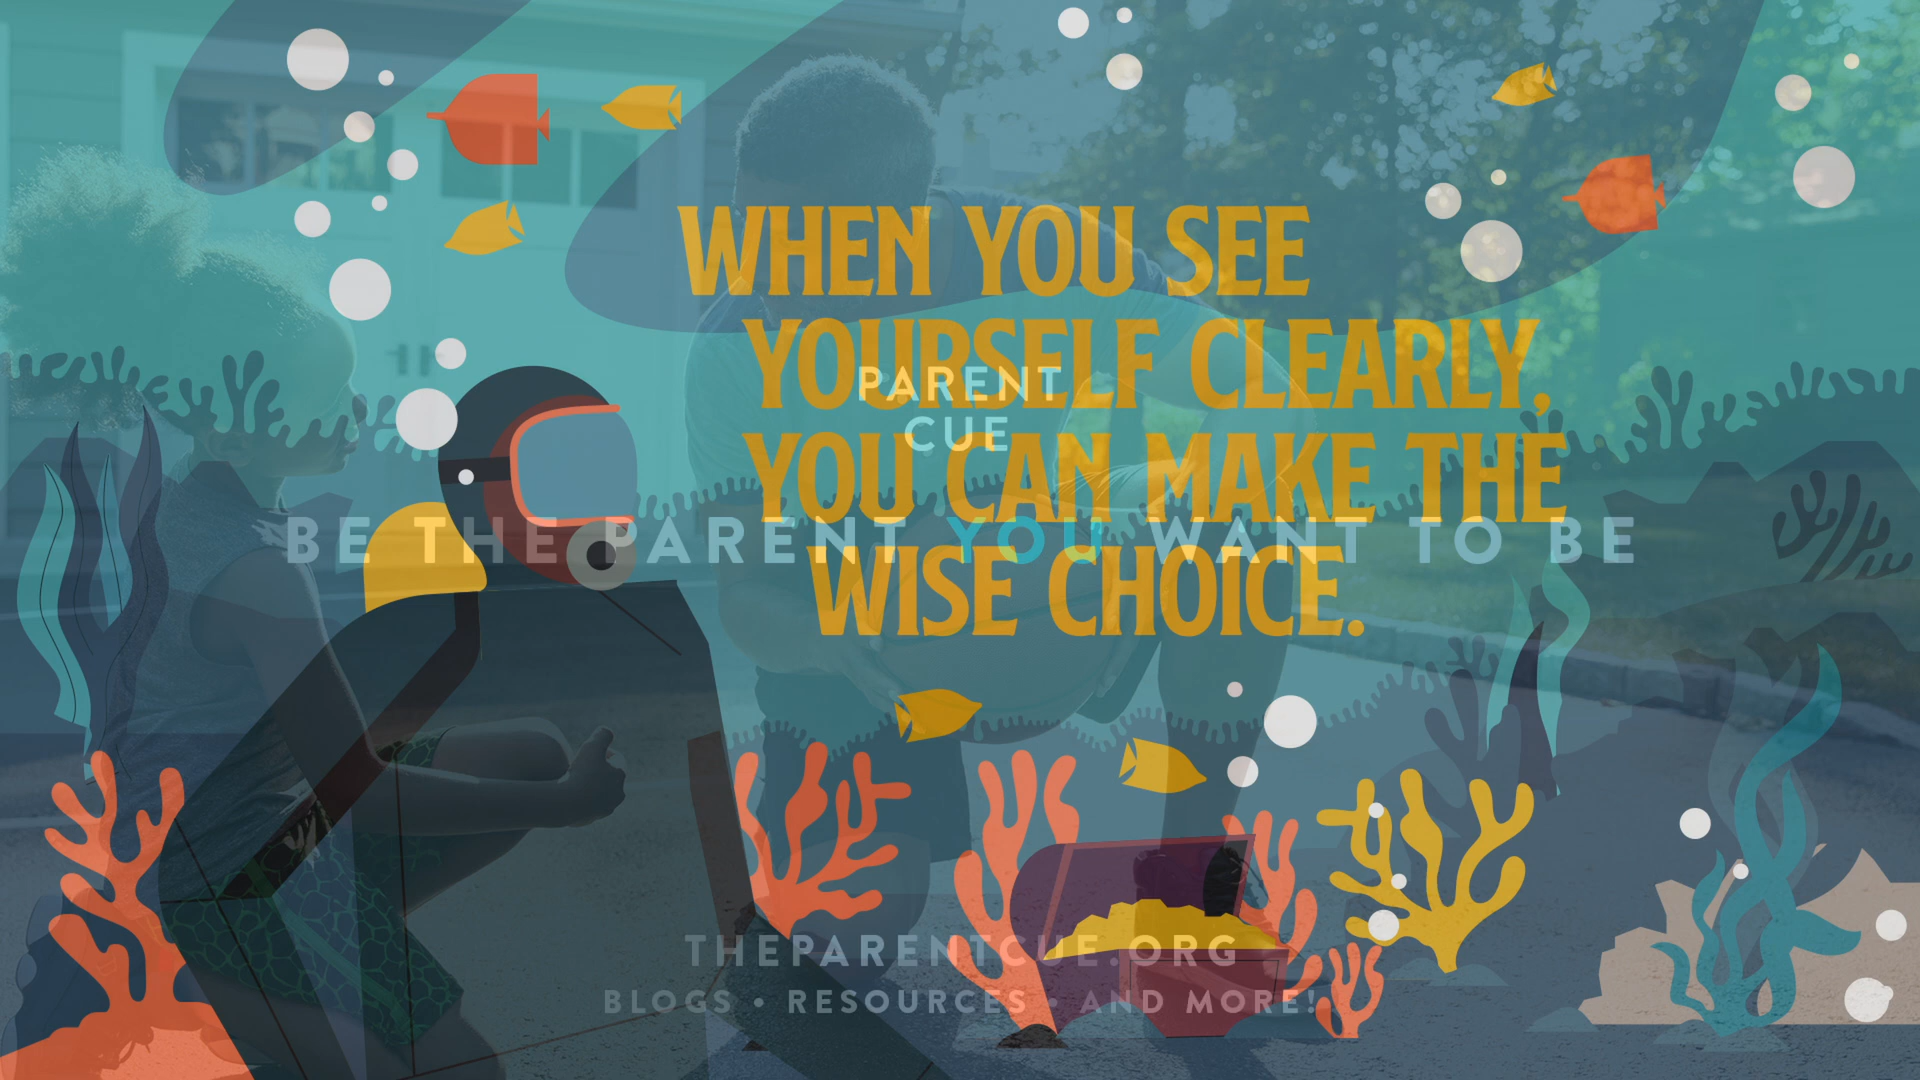 WHEN YOU SEE
YOURSELF CLEARLY,
PARENT
CUE
YOU CAN MAKE THE
BE THE PARENT YOU WANT TO BE
WISE CHOICE.
THEPARENTCUE.ORG
BLOGS • RESOURCES • AND MORE!